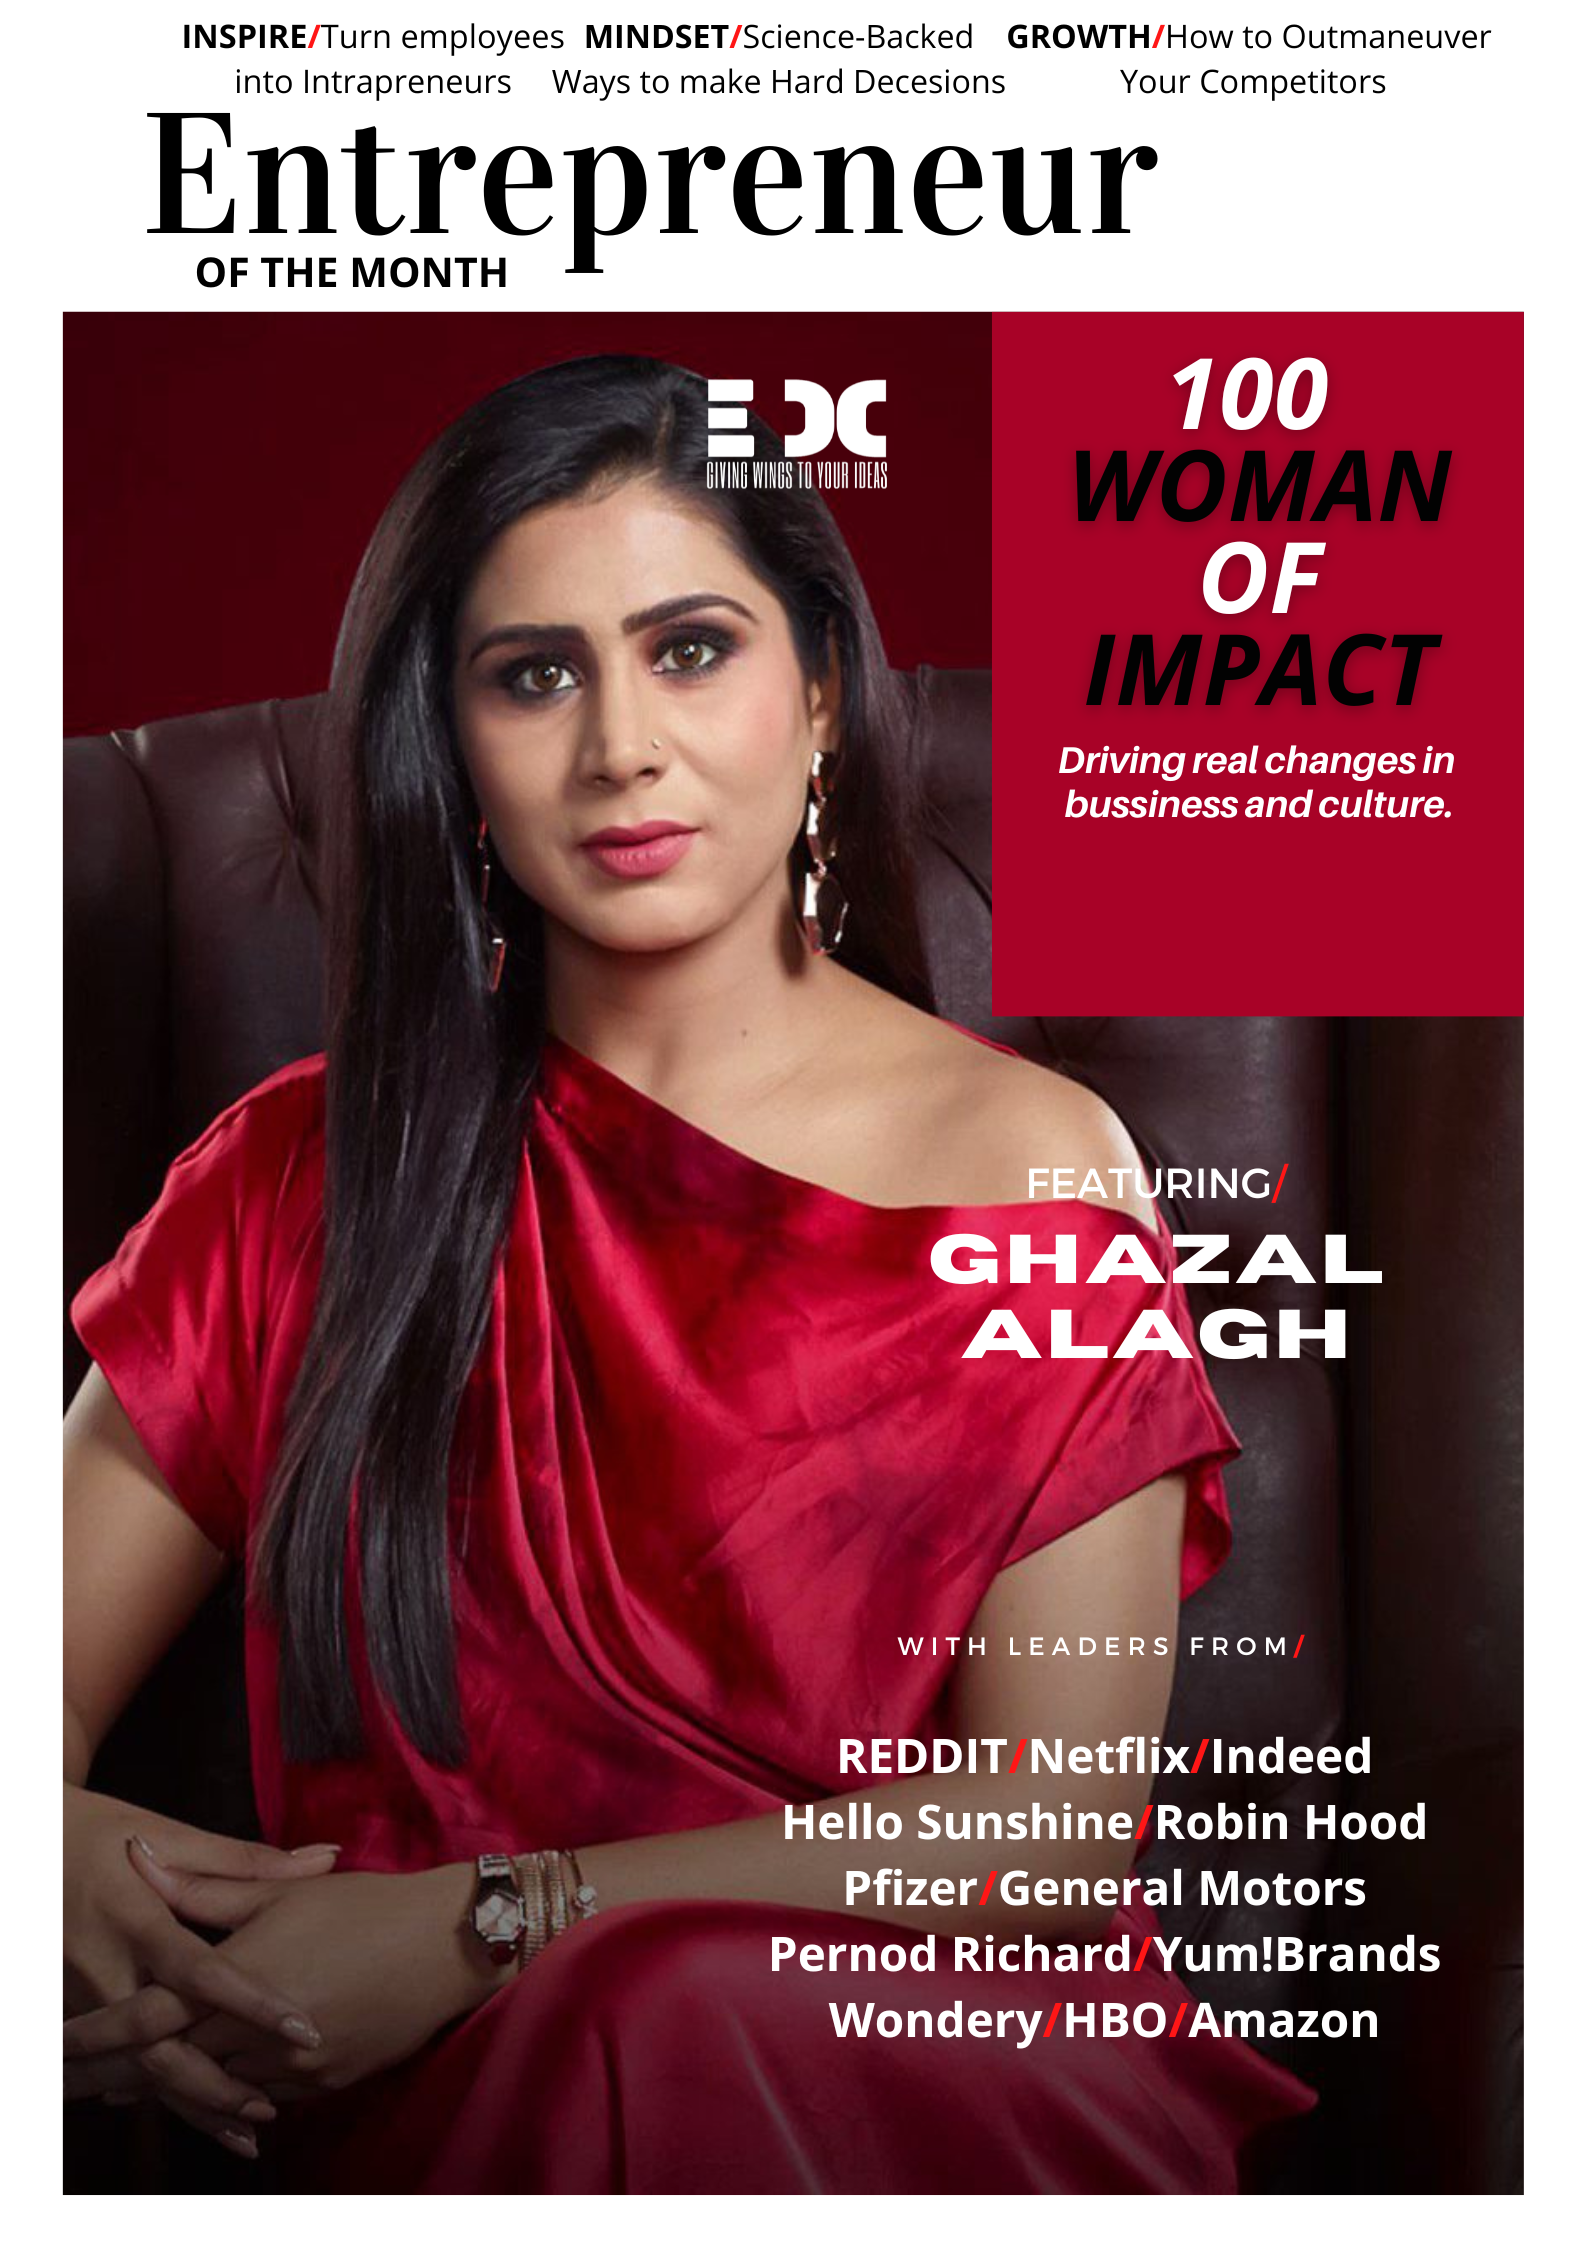 INSPIRE/Turn employees
into Intrapreneurs
MINDSET/Science-Backed
Ways to make Hard Decesions
GROWTH/How to Outmaneuver
Your Competitors
Entrepreneur
OF THE MONTH
EDC
GIVING WINGS TO YOUR IDEAS
100
WOMAN
OF
IMPACT
Driving real changes in
bussiness and culture.
FEATURING/
GHAZAL
ALAGH
WITH LEADERS FROM/
REDDIT/Netflix/Indeed
Hello Sunshine/Robin Hood
Pfizer/General Motors
Pernod Richard/Yum!Brands
Wondery/HBO/Amazon